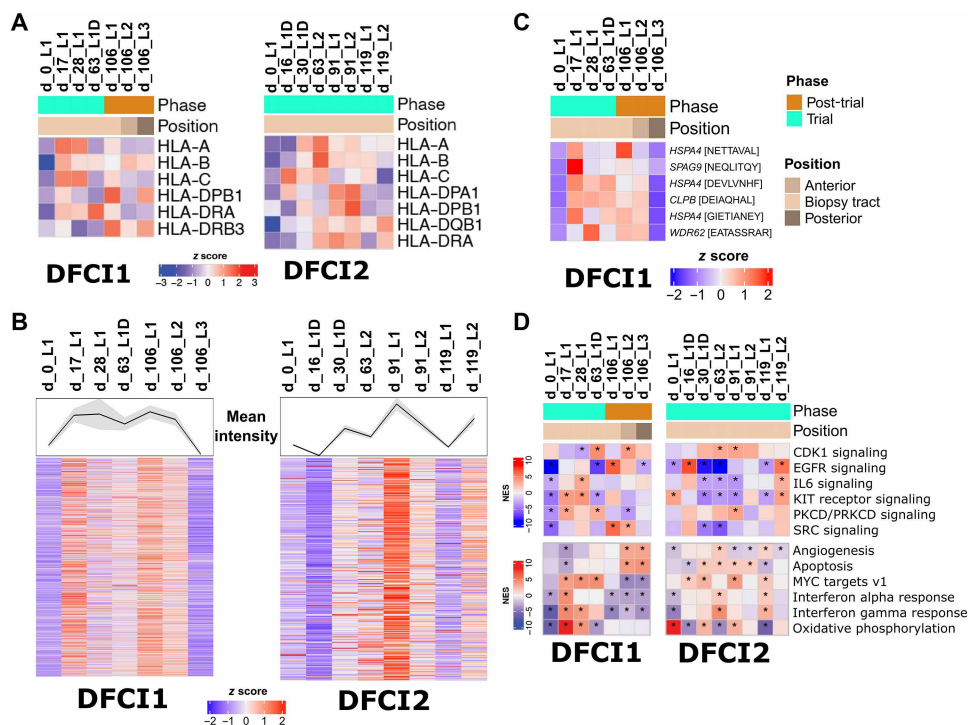 A
d_0_L1
d_17_L1
d_28_L1
d_63_L1D
d_106_L1
d_106_L2
d_106_L3
d_0_L1
d_16_L1D
d_30_L1D
d_63_L2
d_91_L1
d_91_L2
d_119_L1
d_119_L2
Phase
Position
HLA-A
HLA-B
HLA-C
HLA-DPB1
HLA-DRA
HLA-DRB3
Phase
Position
HLA-A
HLA-B
HLA-C
HLA-DPA1
HLA-DPB1
HLA-DQB1
HLA-DRA
DFCI1
z score
−3 −2 −1 0 1 2 3
DFCI2
C
d_0_L1
d_17_L1
d_28_L1
d_63_L1D
d_106_L1
d_106_L2
d_106_L3
Phase
Position
HSPA4 [NETTAVAL]
SPAG9 [NEQLITQY]
HSPA4 [DEVLVNHF]
CLPB [DEIAQHAL]
HSPA4 [GIETIANEY]
WDR62 [EATASSRAR]
DFCI1
z score
−2 −1 0 1 2
Phase
Post-trial
Trial
Position
Anterior
Biopsy tract
Posterior
B
d_0_L1
d_17_L1
d_28_L1
d_63_L1D
d_106_L1
d_106_L2
d_106_L3
Mean
intensity
d_0_L1
d_16_L1D
d_30_L1D
d_63_L2
d_91_L1
d_91_L2
d_119_L1
d_119_L2
DFCI1
z score
−2 −1 0 1 2
DFCI2
D
d_0_L1
d_17_L1
d_28_L1
d_63_L1D
d_106_L1
d_106_L2
d_106_L3
d_0_L1
d_16_L1D
d_30_L1D
d_63_L2
d_91_L1
d_91_L2
d_119_L1
d_119_L2
Phase
Position
NES
−10 −5 0 5 10
CDK1 signaling
EGFR signaling
IL6 signaling
KIT receptor signaling
PKCD/PRKCD signaling
SRC signaling
NES
−10 −5 0 5 10
Angiogenesis
Apoptosis
MYC targets v1
Interferon alpha response
Interferon gamma response
Oxidative phosphorylation
DFCI1
DFCI2